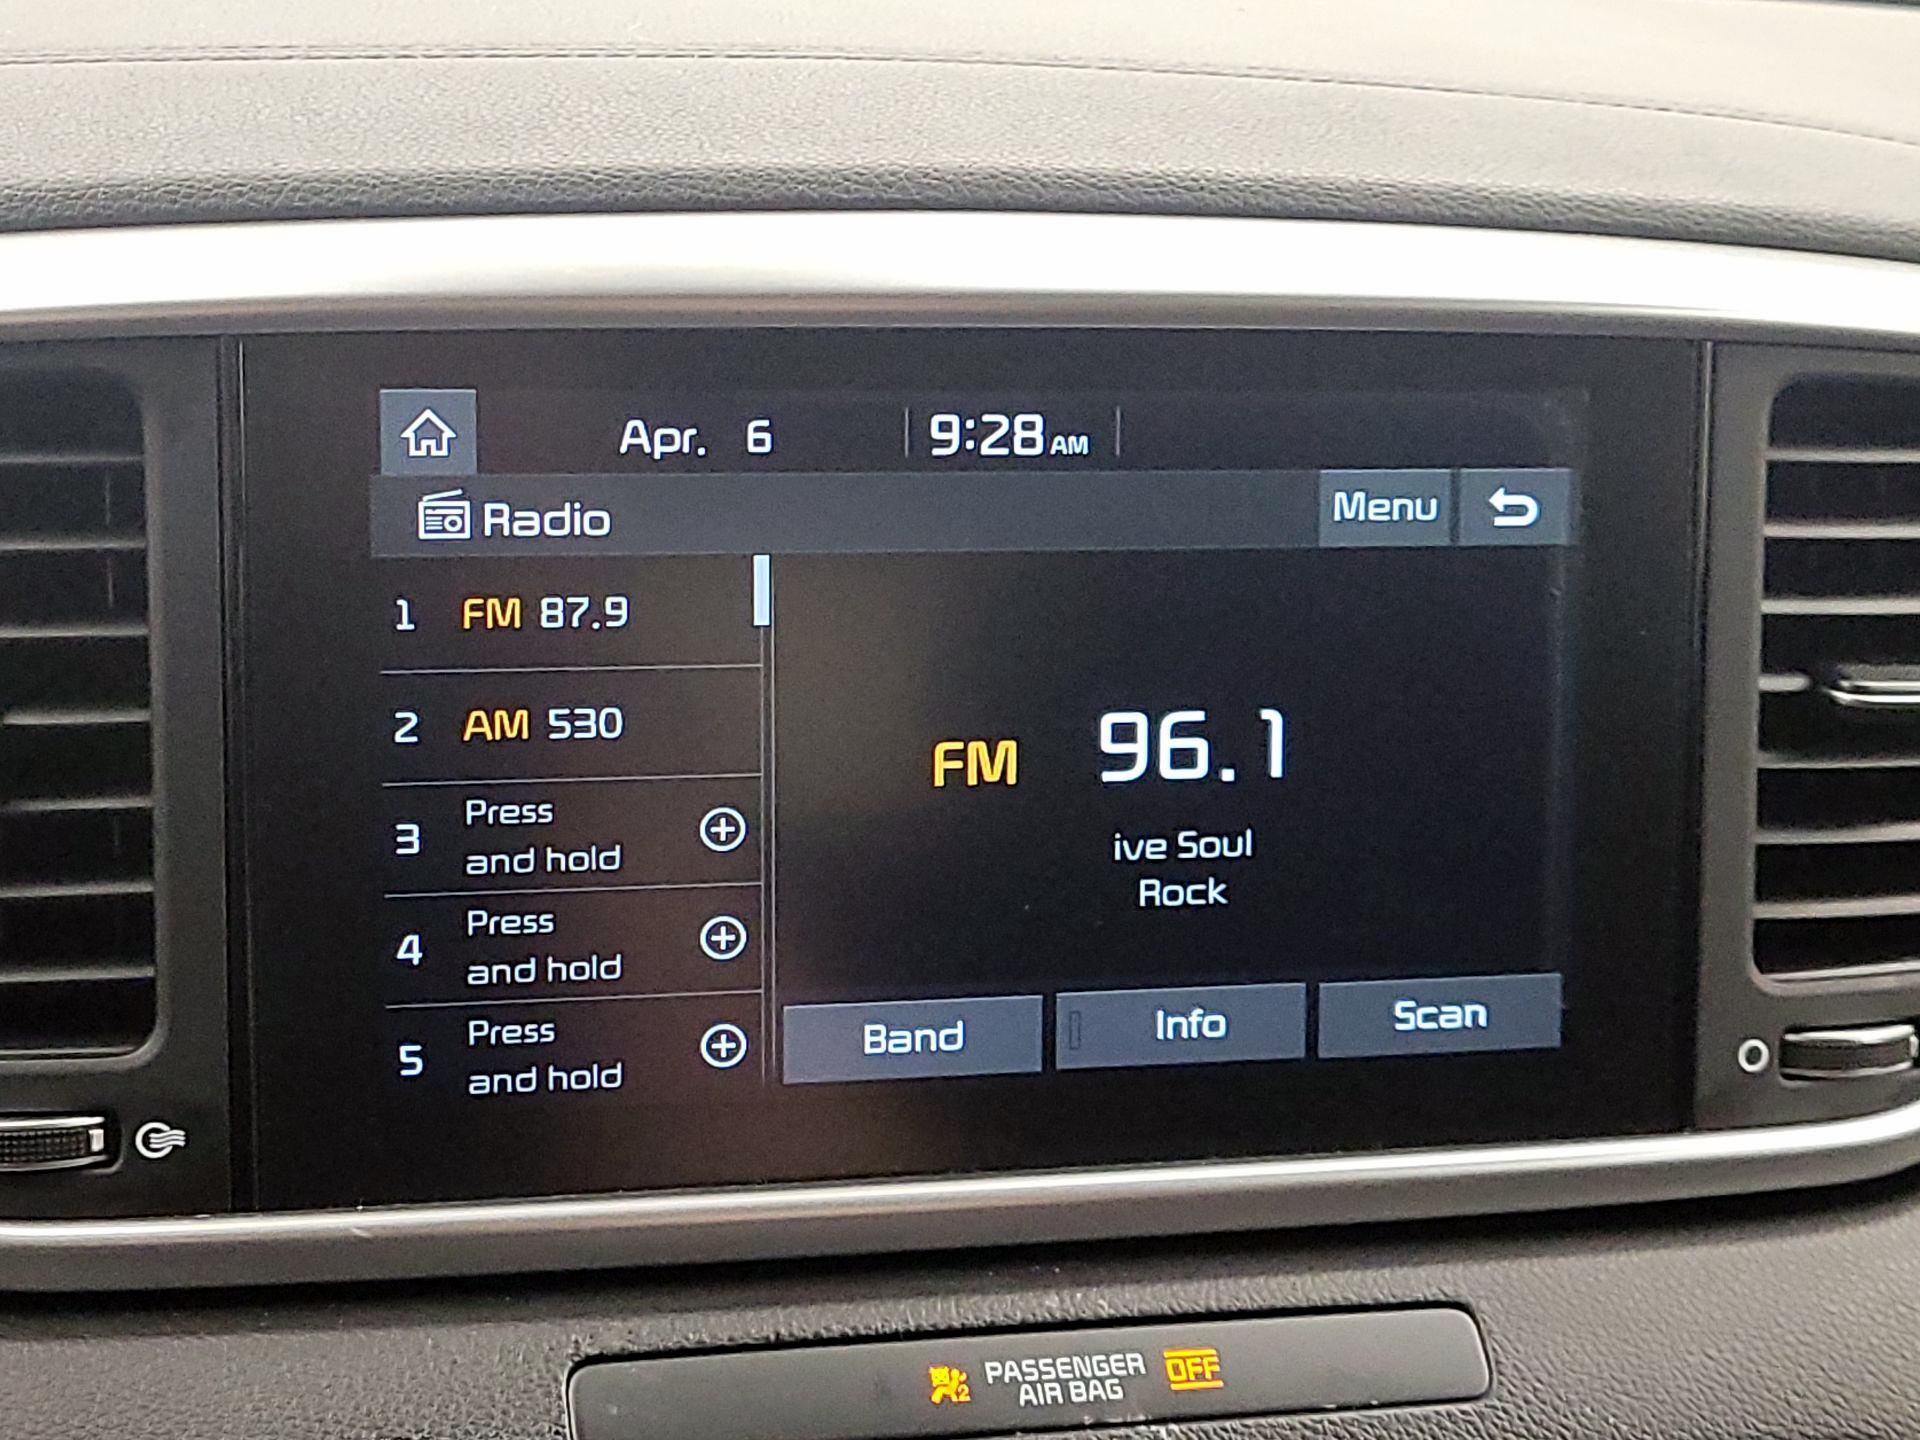 Apr. 6 9:28 AM
Radio Menu
1 FM 87.9
2 AM 530
3 Press
and hold
4 Press
and hold
5 Press
and hold
FM 96.1
ive Soul
Rock
Band Info Scan
2 PASSENGER
AIR BAG OFF